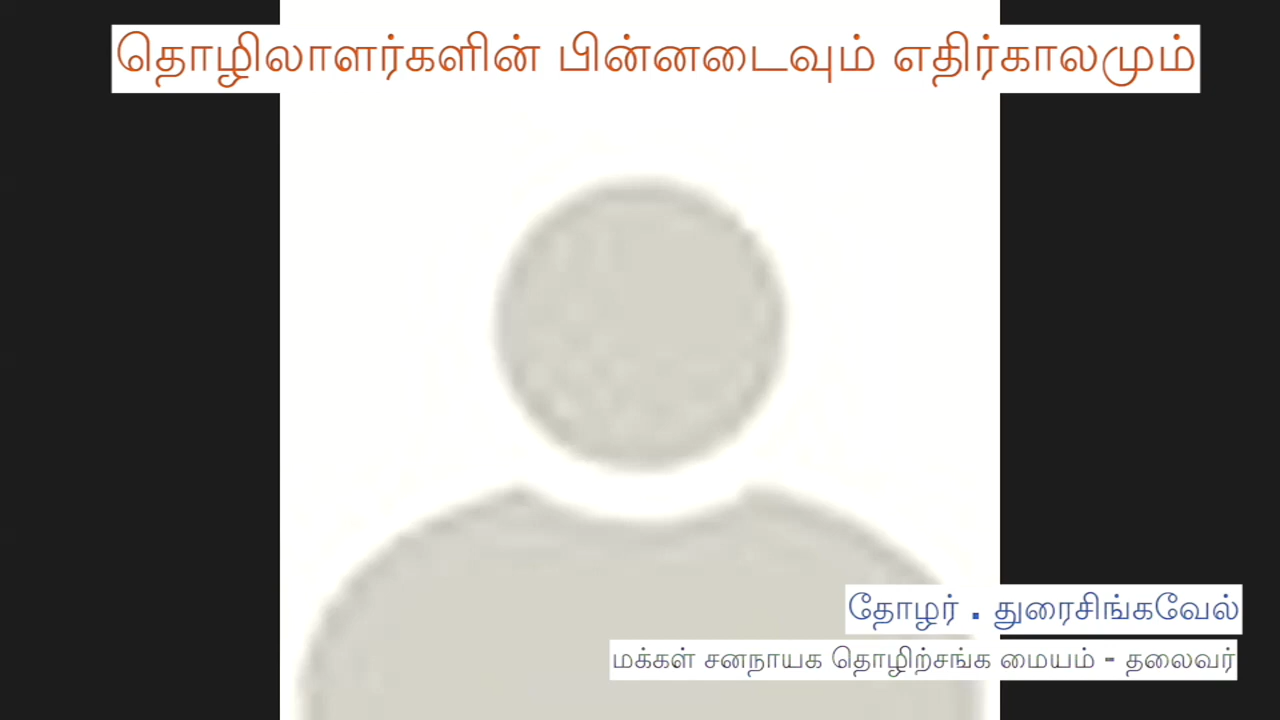 தொழிலாளர்களின் பின்னடைவும் எதிர்காலமும்
தோழர் . துரைசிங்கவேல்
மக்கள் சனநாயக தொழிற்சங்க மையம் - தலைவர்